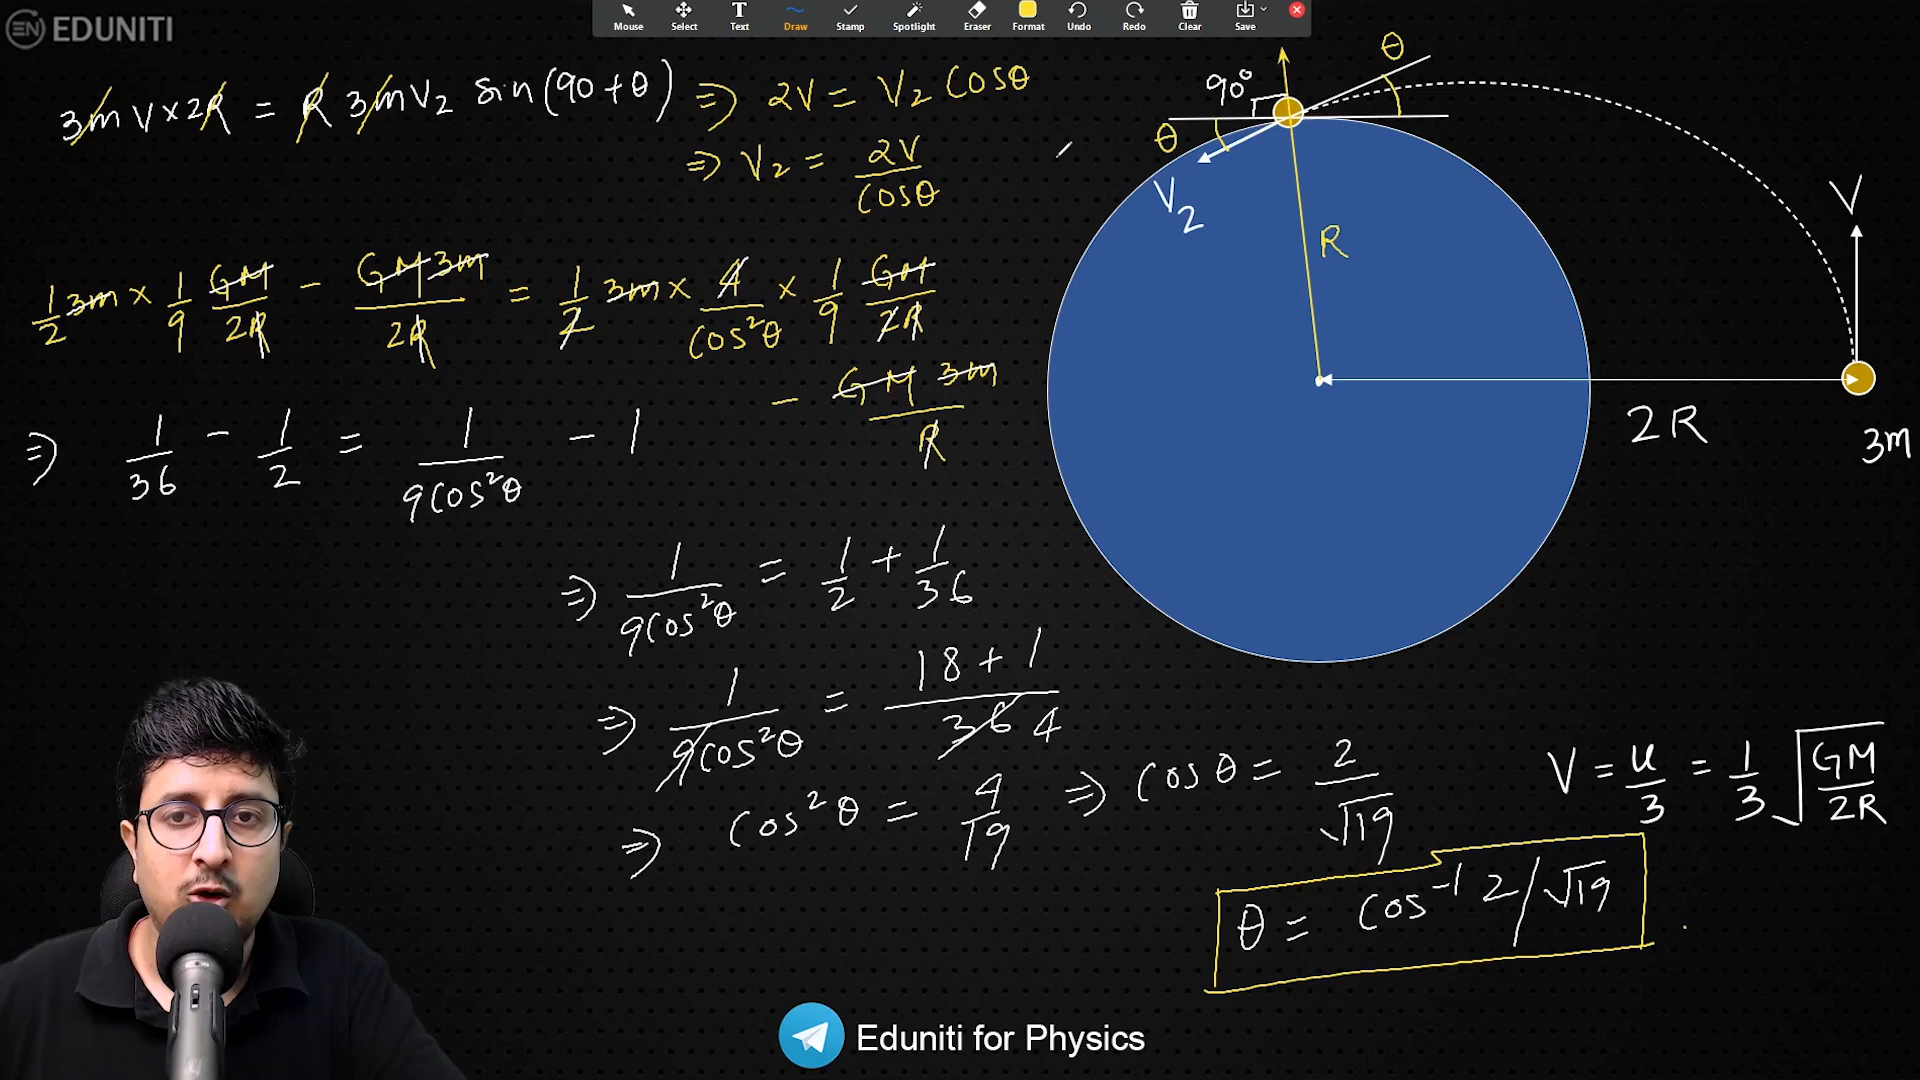 EDUNITI
Mouse Select Text Draw Stamp Spotlight Eraser Format Undo Redo Clear Save
3m V × 2R = R 3m V₂ sin(90 + θ) ⇒ 2V = V₂ Cosθ
⇒ V₂ = 2V / Cosθ
1/2 3m × 1/9 GM/2R − GM3m/2R = 1/2 3m × 4/cos²θ × 1/9 GM/2R
− GM 3m / R
⇒ 1/36 − 1/2 = 1/9cos²θ − 1
⇒ 1/9cos²θ = 1/2 + 1/36
⇒ 1/9cos²θ = 18 + 1 / 36 4
⇒ cos²θ = 4/19 ⇒ Cosθ = 2/√19
θ = Cos⁻¹ 2/√19
V = u/3 = 1/3 √GM/2R
90°
θ
θ
V₂
R
V
2R
3m
Eduniti for Physics